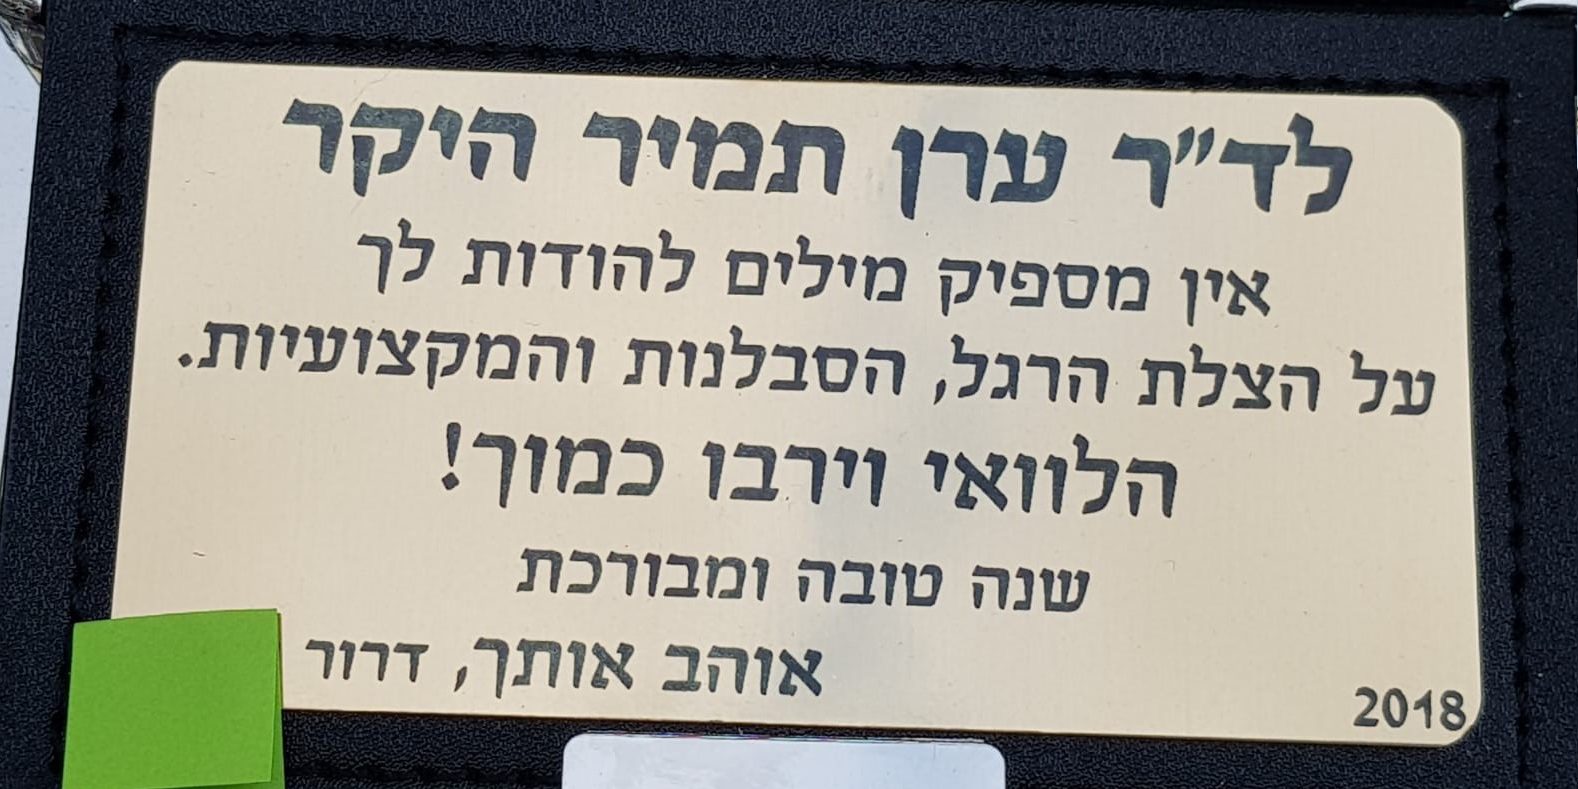 לד"ר ערן תמיר היקר
אין מספיק מילים להודות לך
על הצלת הרגל, הסבלנות והמקצועיות.
הלוואי וירבו כמוך!
שנה טובה ומבורכת
אוהב אותך, דרור
2018